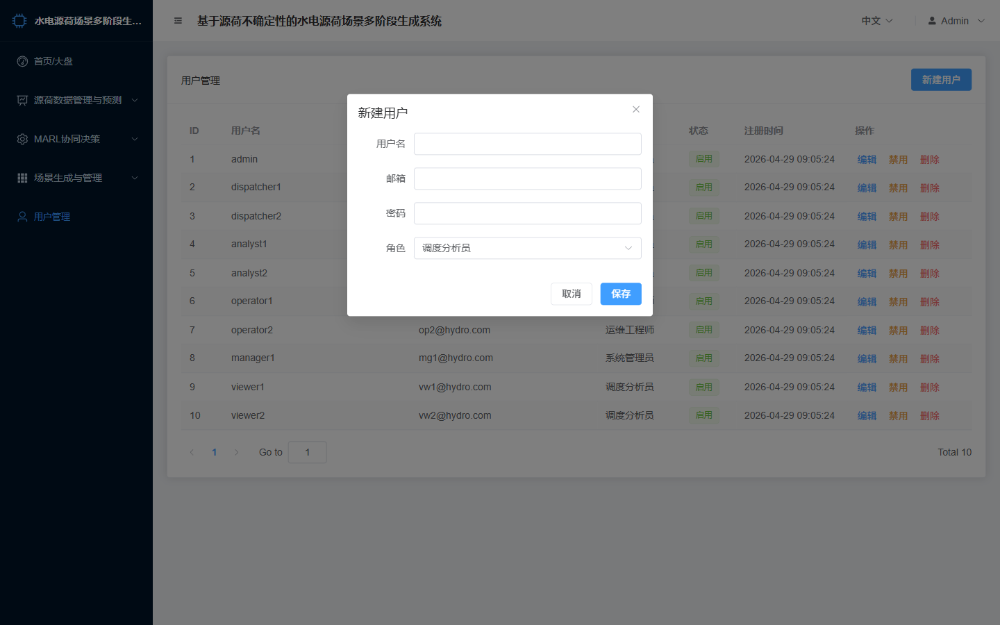 水电源荷场景多阶段生...
基于源荷不确定性的水电源荷场景多阶段生成系统
中文
Admin
首页/大盘
源荷数据管理与预测
MARL协同决策
场景生成与管理
用户管理
用户管理
新建用户
新建用户
用户名
邮箱
密码
角色 调度分析员
取消 保存
ID 用户名 状态 注册时间 操作
1 admin 启用 2026-04-29 09:05:24 编辑 禁用 删除
2 dispatcher1 启用 2026-04-29 09:05:24 编辑 禁用 删除
3 dispatcher2 启用 2026-04-29 09:05:24 编辑 禁用 删除
4 analyst1 启用 2026-04-29 09:05:24 编辑 禁用 删除
5 analyst2 启用 2026-04-29 09:05:24 编辑 禁用 删除
6 operator1 启用 2026-04-29 09:05:24 编辑 禁用 删除
7 operator2 op2@hydro.com 运维工程师 启用 2026-04-29 09:05:24 编辑 禁用 删除
8 manager1 mg1@hydro.com 系统管理员 启用 2026-04-29 09:05:24 编辑 禁用 删除
9 viewer1 vw1@hydro.com 调度分析员 启用 2026-04-29 09:05:24 编辑 禁用 删除
10 viewer2 vw2@hydro.com 调度分析员 启用 2026-04-29 09:05:24 编辑 禁用 删除
1 Go to 1 Total 10